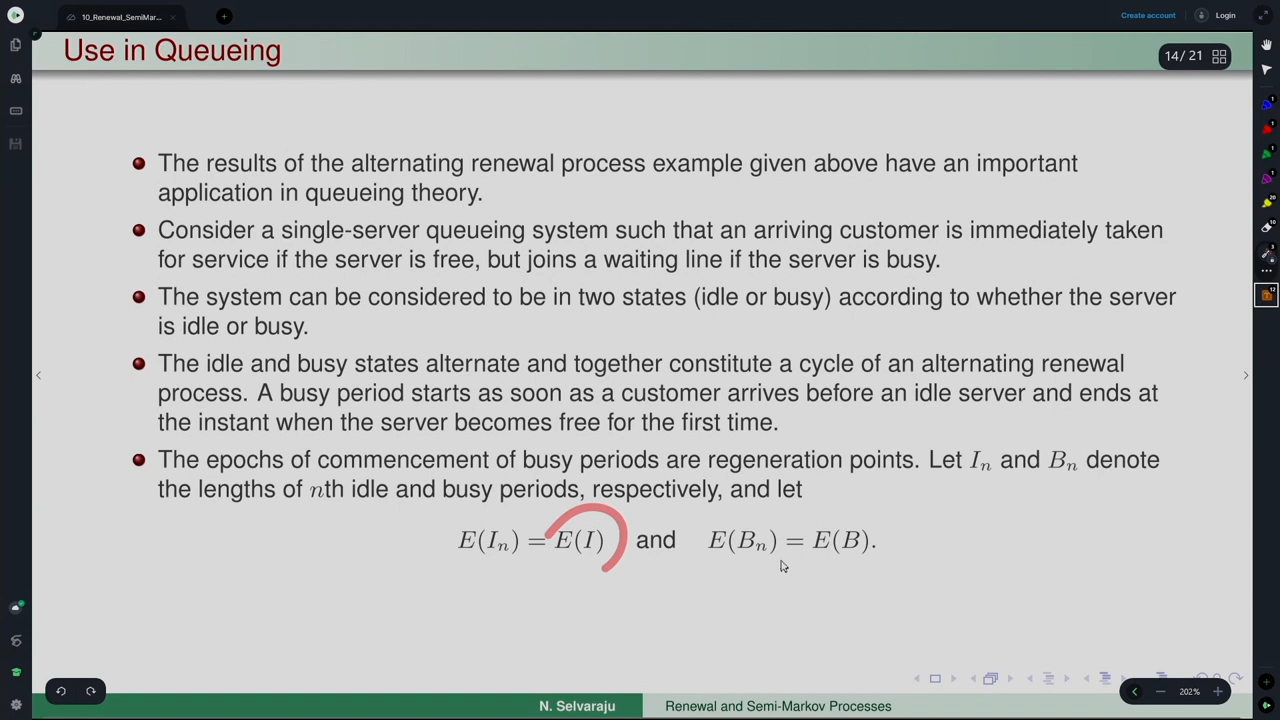 10_Renewal_SemiMar...
Create account
Login
Use in Queueing
14/ 21
The results of the alternating renewal process example given above have an important
application in queueing theory.
Consider a single-server queueing system such that an arriving customer is immediately taken
for service if the server is free, but joins a waiting line if the server is busy.
The system can be considered to be in two states (idle or busy) according to whether the server
is idle or busy.
The idle and busy states alternate and together constitute a cycle of an alternating renewal
process. A busy period starts as soon as a customer arrives before an idle server and ends at
the instant when the server becomes free for the first time.
The epochs of commencement of busy periods are regeneration points. Let Iₙ and Bₙ denote
the lengths of nth idle and busy periods, respectively, and let
E(Iₙ) = E(I) and E(Bₙ) = E(B).
202%
N. Selvaraju Renewal and Semi-Markov Processes